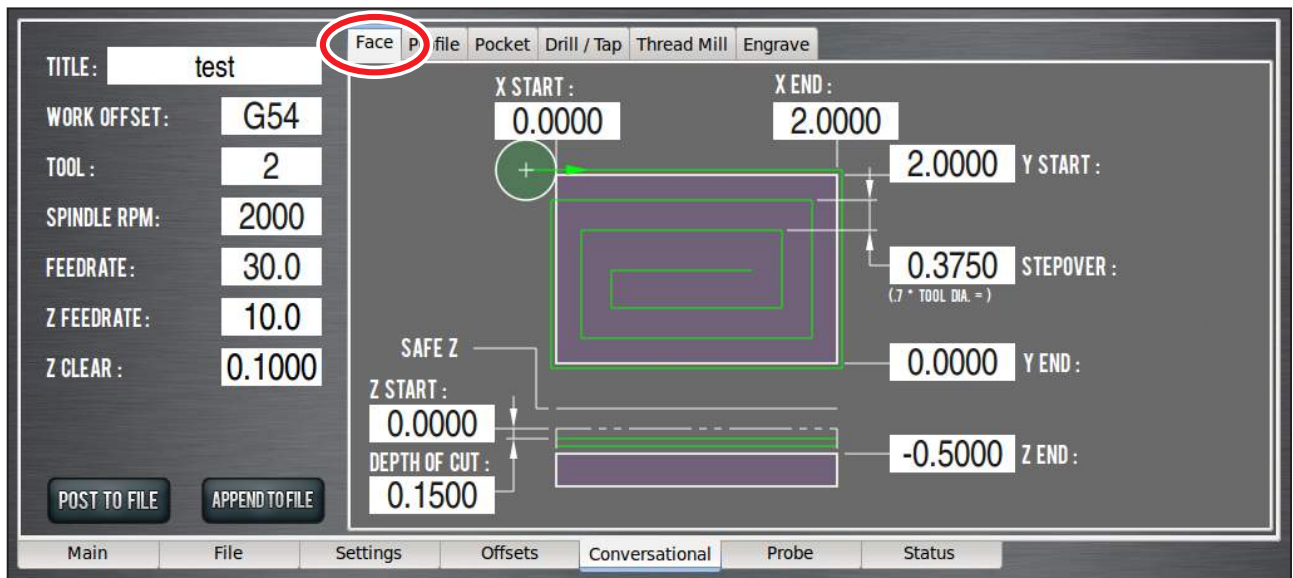 Face Profile Pocket Drill / Tap Thread Mill Engrave
TITLE: test
WORK OFFSET: G54
TOOL : 2
SPINDLE RPM: 2000
FEEDRATE: 30.0
Z FEEDRATE: 10.0
Z CLEAR : 0.1000
POST TO FILE
APPEND TO FILE
X START :
0.0000
X END :
2.0000
2.0000 Y START :
0.3750 STEPOVER :
(.7 * TOOL DIA. = )
0.0000 Y END :
SAFE Z
Z START :
0.0000
DEPTH OF CUT :
0.1500
-0.5000 Z END :
Main File Settings Offsets Conversational Probe Status